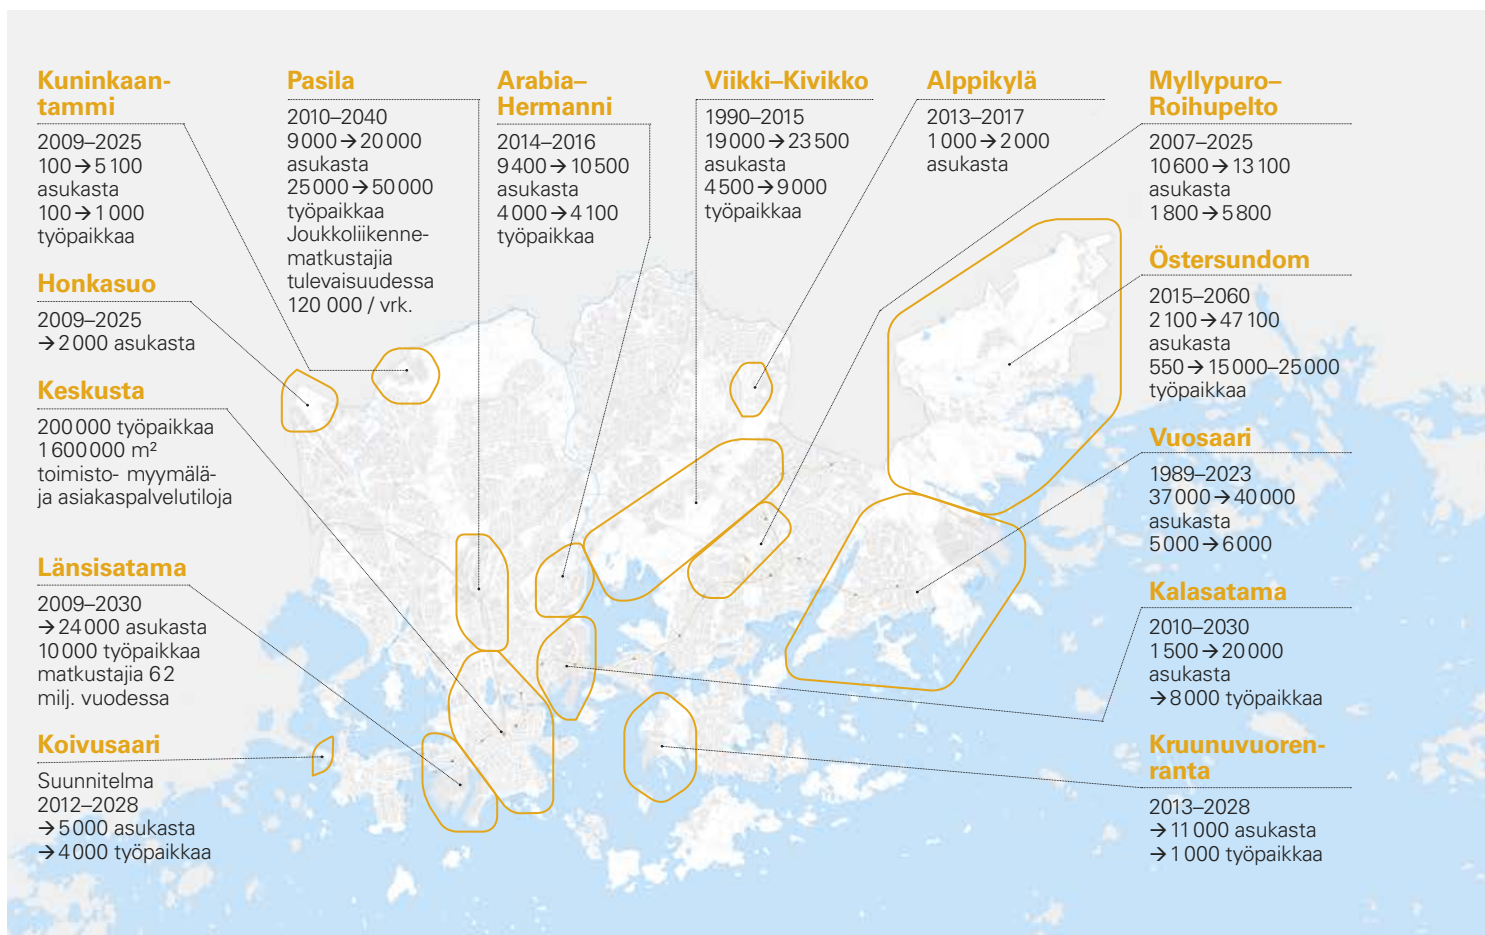 Kuninkaan-
tammi
2009–2025
100→5 100
asukasta
100→1 000
työpaikkaa
Honkasuo
2009–2025
→2 000 asukasta
Keskusta
200 000 työpaikkaa
1 600 000 m²
toimisto- myymälä-
ja asiakaspalvelutiloja
Länsisatama
2009–2030
→24 000 asukasta
10 000 työpaikkaa
matkustajia 6 2
milj. vuodessa
Koivusaari
Suunnitelma
2012–2028
→5 000 asukasta
→4 000 työpaikkaa
Pasila
2010–2040
9 000→20 000
asukasta
25 000→50 000
työpaikkaa
Joukkoliikenne-
matkustajia
tulevaisuudessa
120 000 / vrk.
Arabia–
Hermanni
2014–2016
9 400→10 500
asukasta
4 000→4 100
työpaikkaa
Viikki–Kivikko
1990–2015
19 000→23 500
asukasta
4 500→9 000
työpaikkaa
Alppikylä
2013–2017
1 000→2 000
asukasta
Myllypuro–
Roihupelto
2007–2025
10 600→13 100
asukasta
1 800→5 800
Östersundom
2015–2060
2 100→47 100
asukasta
550→15 000–25 000
työpaikkaa
Vuosaari
1989–2023
37 000→40 000
asukasta
5 000→6 000
Kalasatama
2010–2030
1 500→20 000
asukasta
→8 000 työpaikkaa
Kruunuvuoren-
ranta
2013–2028
→11 000 asukasta
→1 000 työpaikkaa